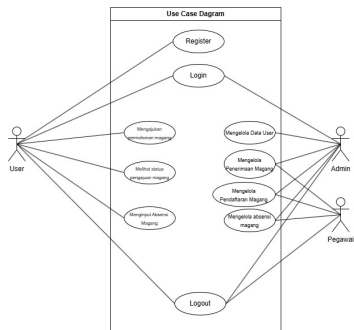 Use Case Dagram
Register
Login
Mengajukan
permohonan magang
Melihat status
pengajuan magang
Menginput Absensi
Magang
Mengelola Data User
Mengelola
Penerimaan Magang
Mengelola
Pendaftaran Magang
Mengelola absensi
magang
Logout
User
Admin
Pegawai